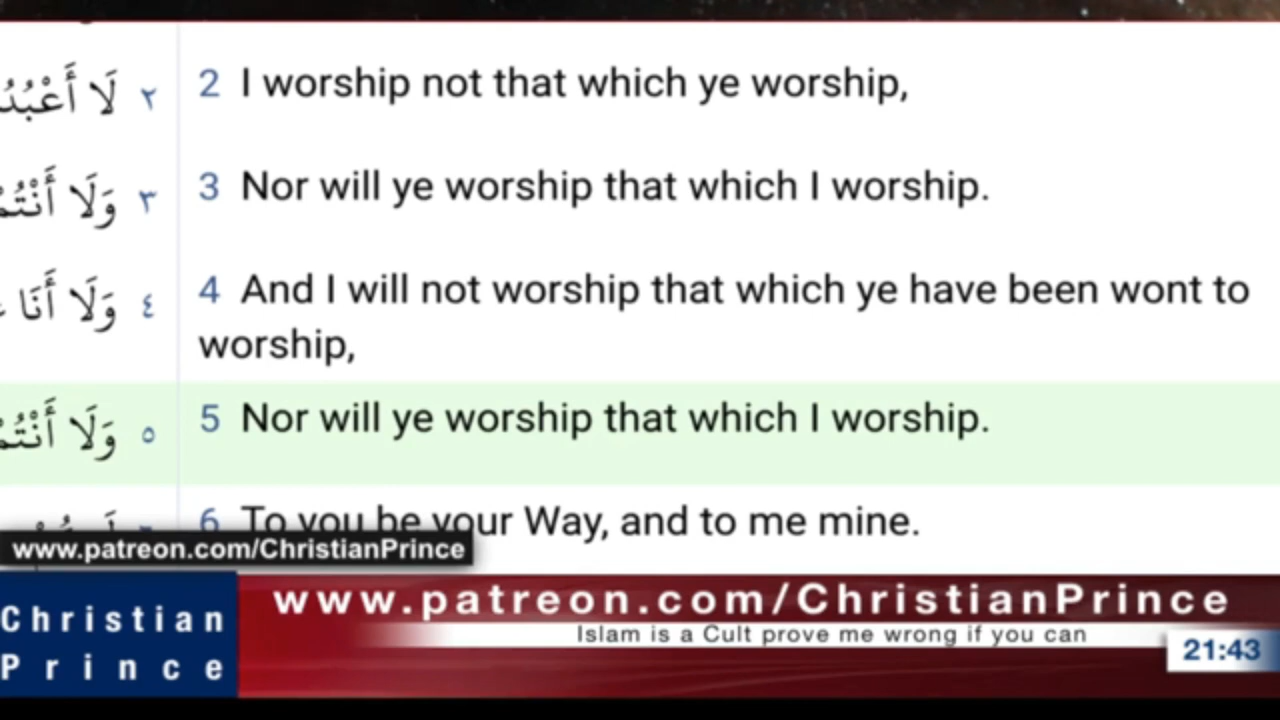 لَا أَعْبُدُ ٢ 2 I worship not that which ye worship,
وَلَا أَنْتُمْ ٣ 3 Nor will ye worship that which I worship.
وَلَا أَنَا ٤ 4 And I will not worship that which ye have been wont to
worship,
وَلَا أَنْتُمْ ٥ 5 Nor will ye worship that which I worship.
6 To you be your Way, and to me mine.
www.patreon.com/ChristianPrince
Christian
Prince
www.patreon.com/ChristianPrince
Islam is a Cult prove me wrong if you can
21:43